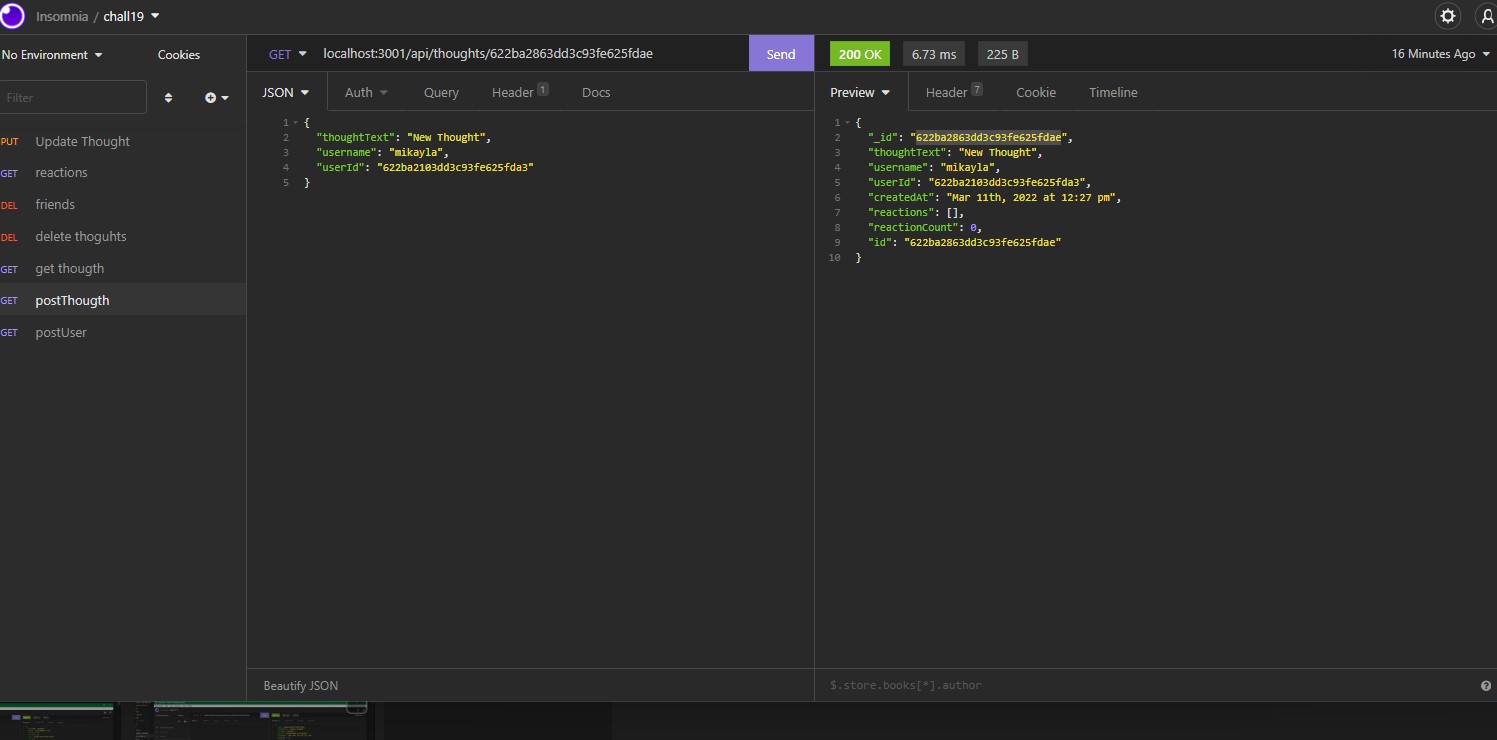 Insomnia / chall19
No Environment
Cookies
GET
localhost:3001/api/thoughts/622ba2863dd3c93fe625fdae
Send
200 OK
6.73 ms
225 B
16 Minutes Ago
Filter
JSON
Auth
Query
Header 1
Docs
Preview
Header 7
Cookie
Timeline
PUT Update Thought
GET reactions
DEL friends
DEL delete thoguhts
GET get thougth
GET postThougth
GET postUser
1 {
2 "thoughtText": "New Thought",
3 "username": "mikayla",
4 "userId": "622ba2103dd3c93fe625fda3"
5 }
1 {
2 "_id": "622ba2863dd3c93fe625fdae",
3 "thoughtText": "New Thought",
4 "username": "mikayla",
5 "userId": "622ba2103dd3c93fe625fda3",
6 "createdAt": "Mar 11th, 2022 at 12:27 pm",
7 "reactions": [],
8 "reactionCount": 0,
9 "id": "622ba2863dd3c93fe625fdae"
10 }
Beautify JSON
$.store.books[*].author